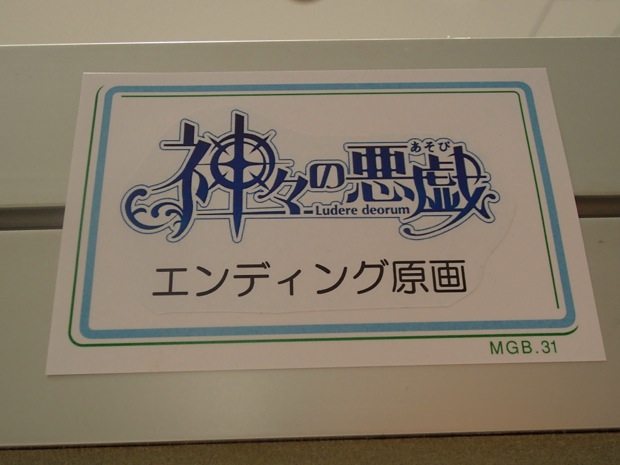 神々の悪戯
あそび
Ludere deorum
エンディング原画
MGB.31